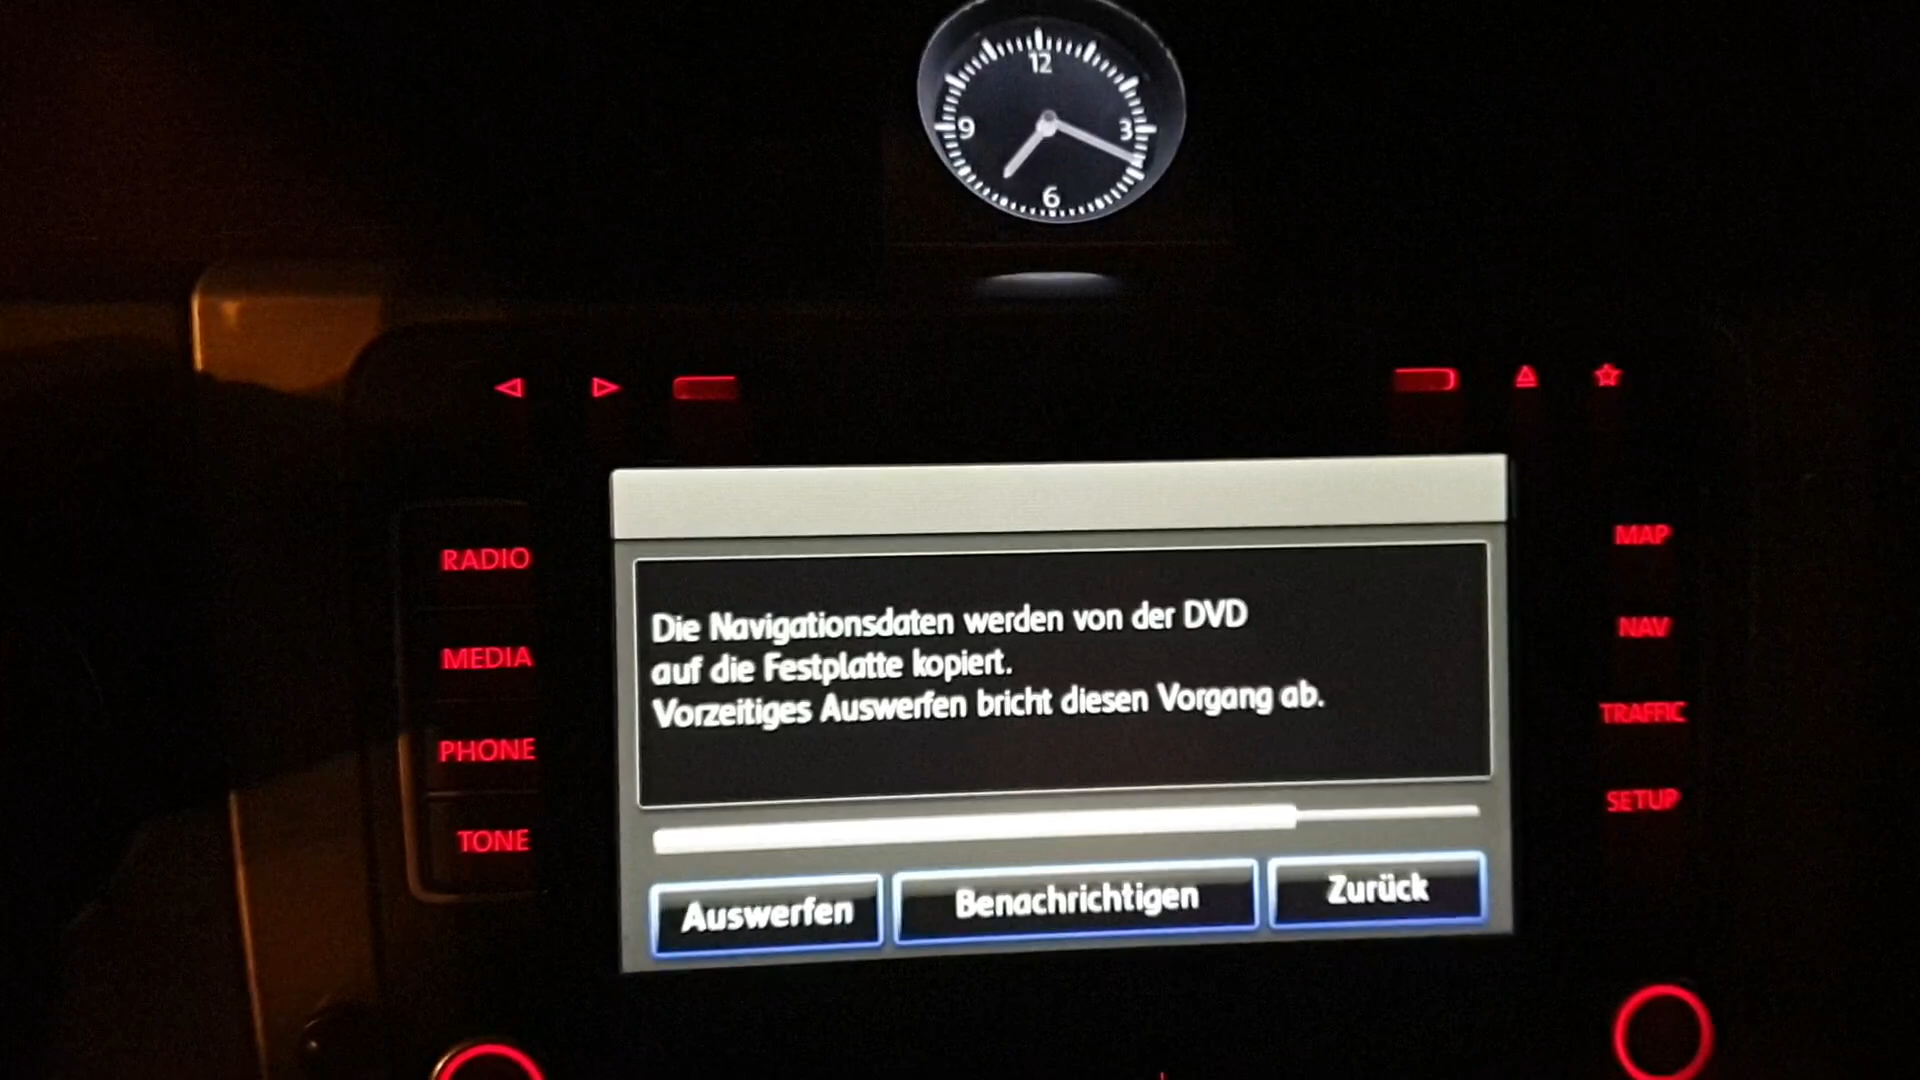 12
9
3
6
RADIO
MEDIA
PHONE
TONE
Die Navigationsdaten werden von der DVD
auf die Festplatte kopiert.
Vorzeitiges Auswerfen bricht diesen Vorgang ab.
Auswerfen
Benachrichtigen
Zurück
MAP
NAV
TRAFFIC
SETUP